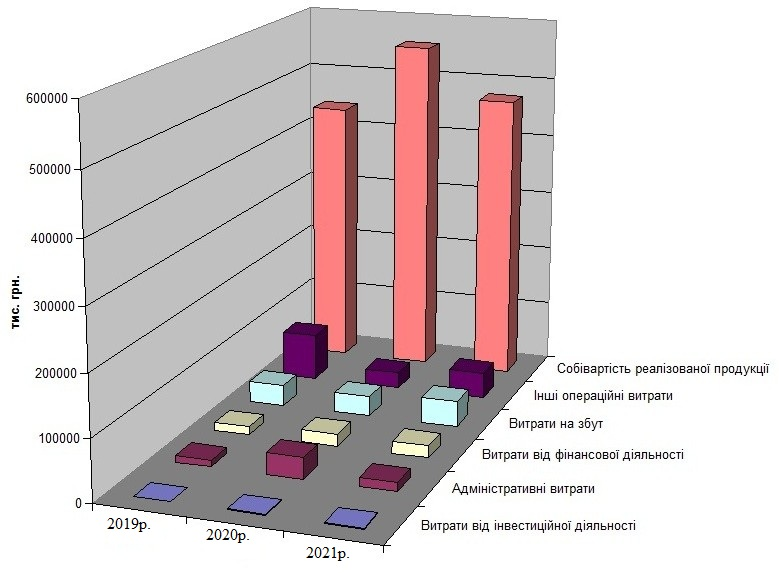 600000
500000
400000
300000
200000
100000
0
тис. грн.
2019р.
2020р.
2021р.
Собівартість реалізованої продукції
Інші операційні витрати
Витрати на збут
Витрати від фінансової діяльності
Адміністративні витрати
Витрати від інвестиційної діяльності